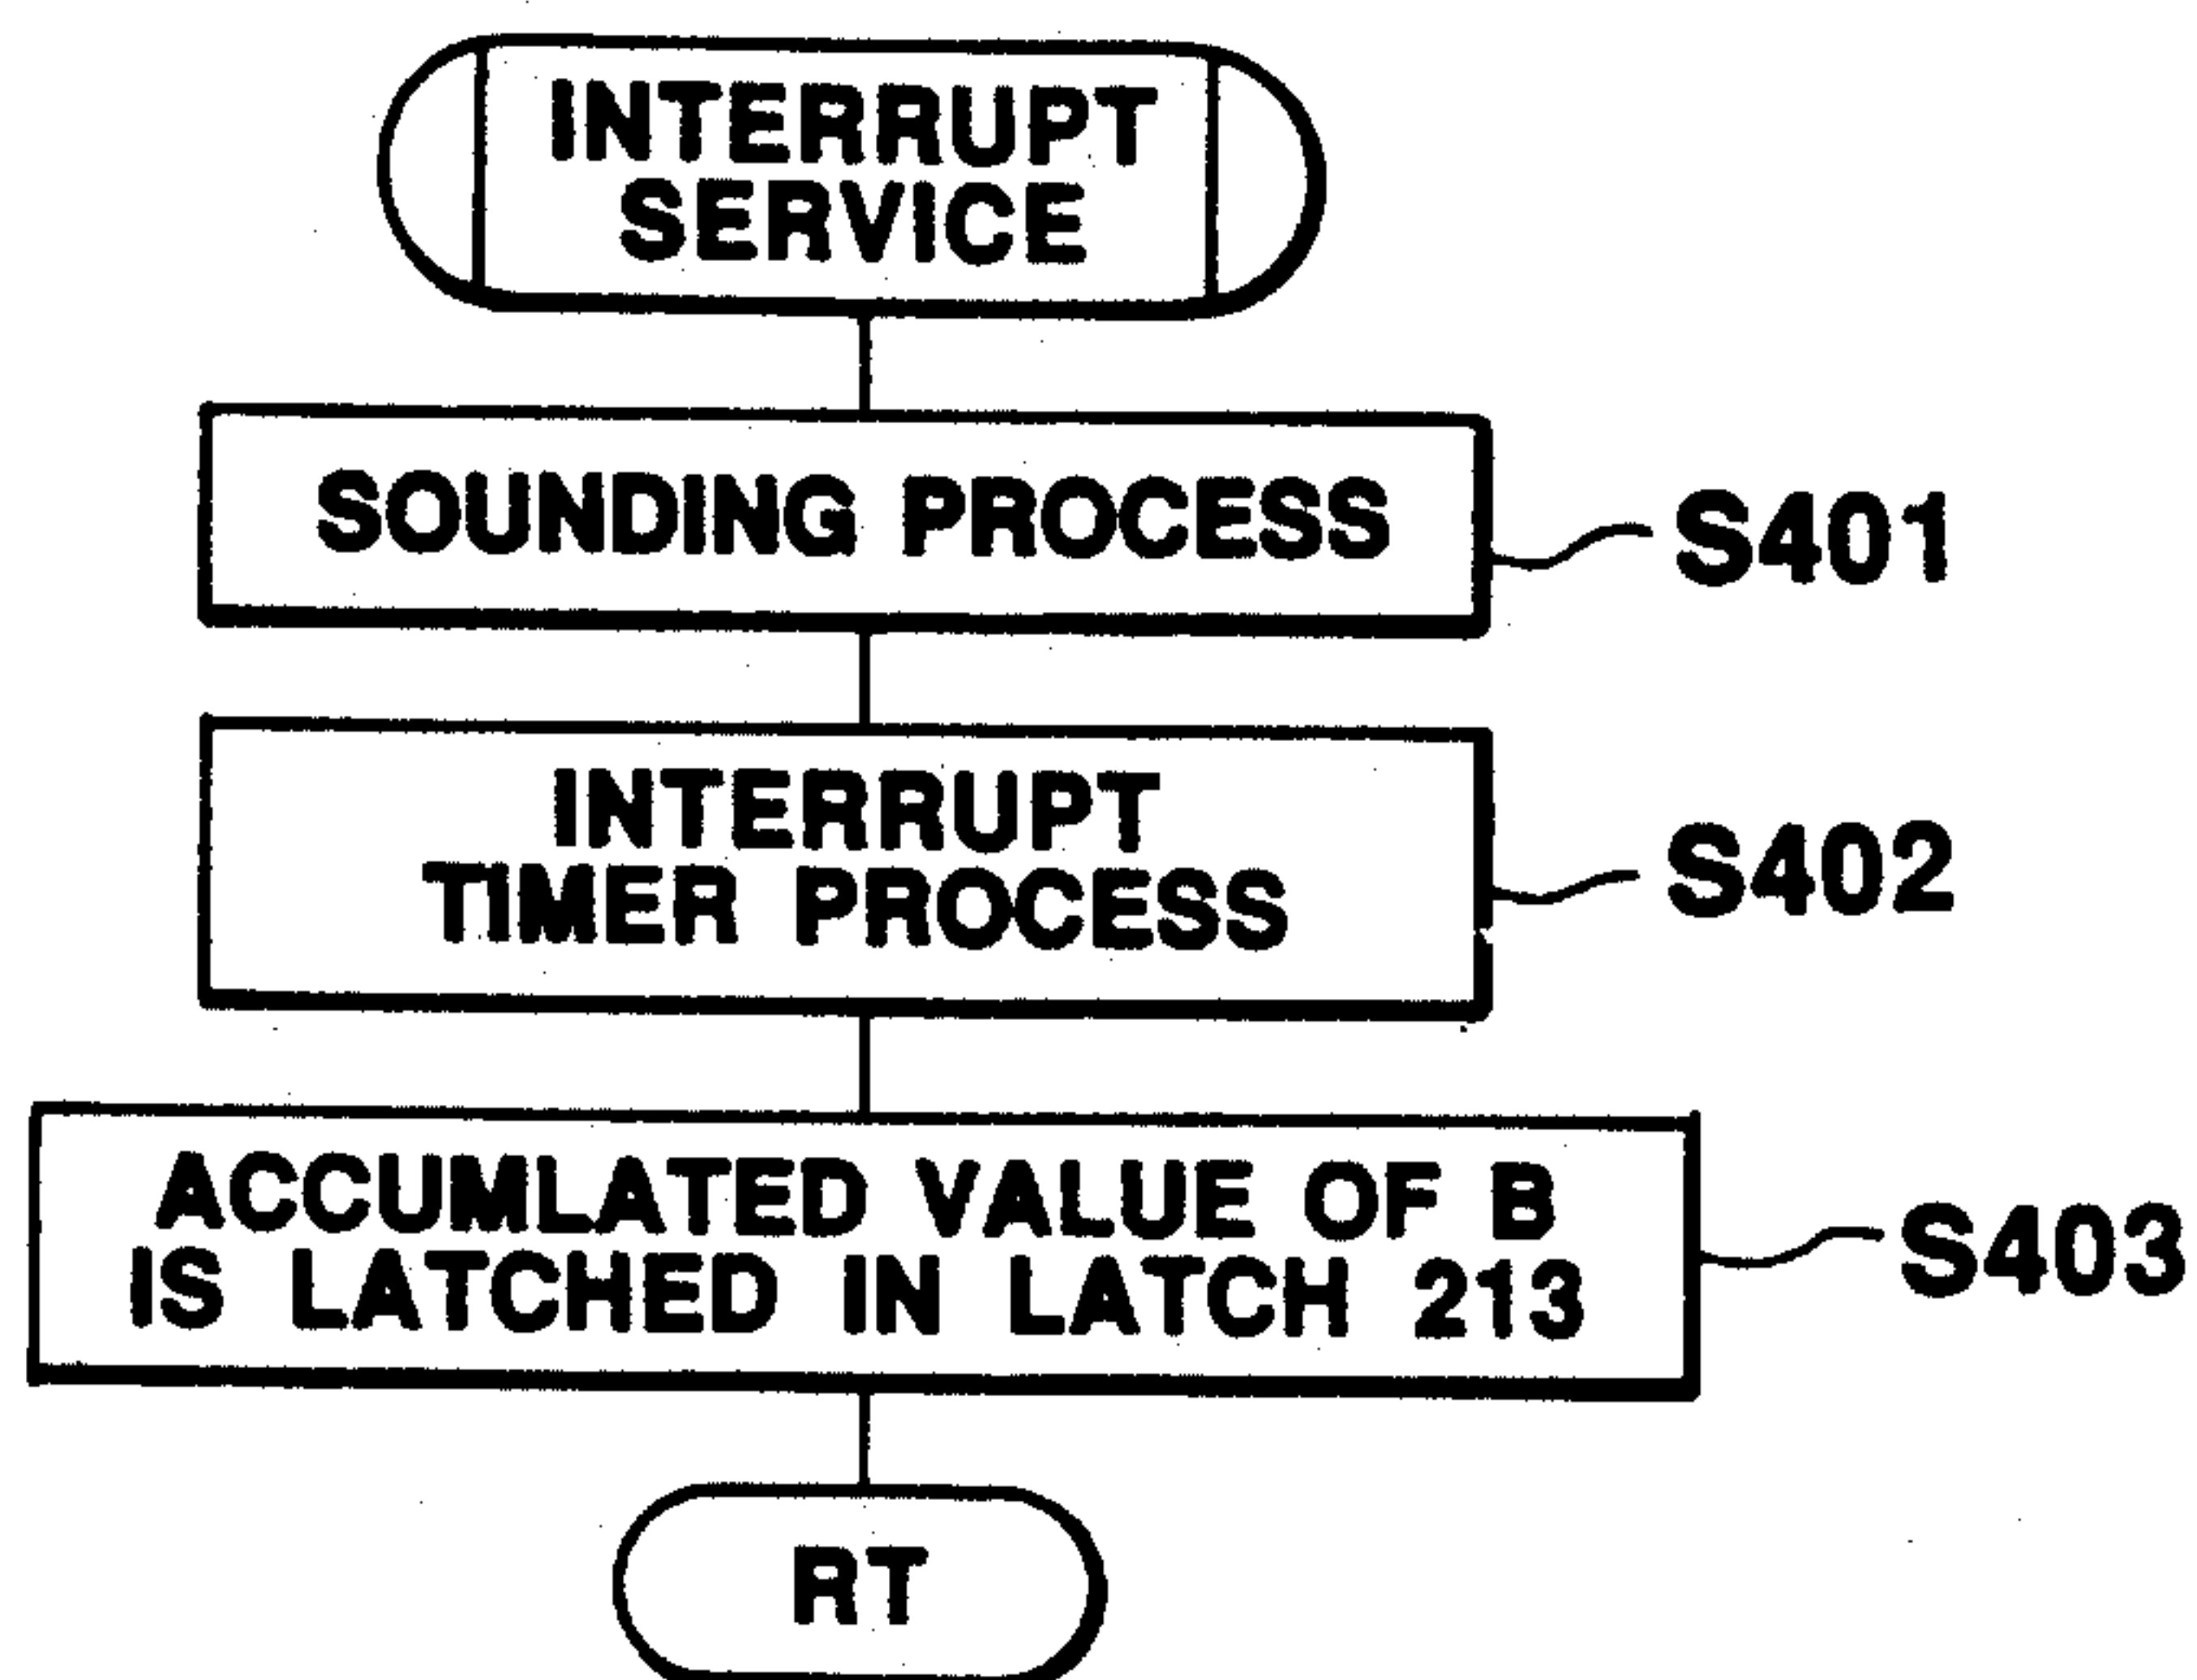 INTERRUPT
SERVICE
SOUNDING PROCESS
S401
INTERRUPT
TIMER PROCESS
S402
ACCUMLATED VALUE OF B
IS LATCHED IN LATCH 213
S403
RT